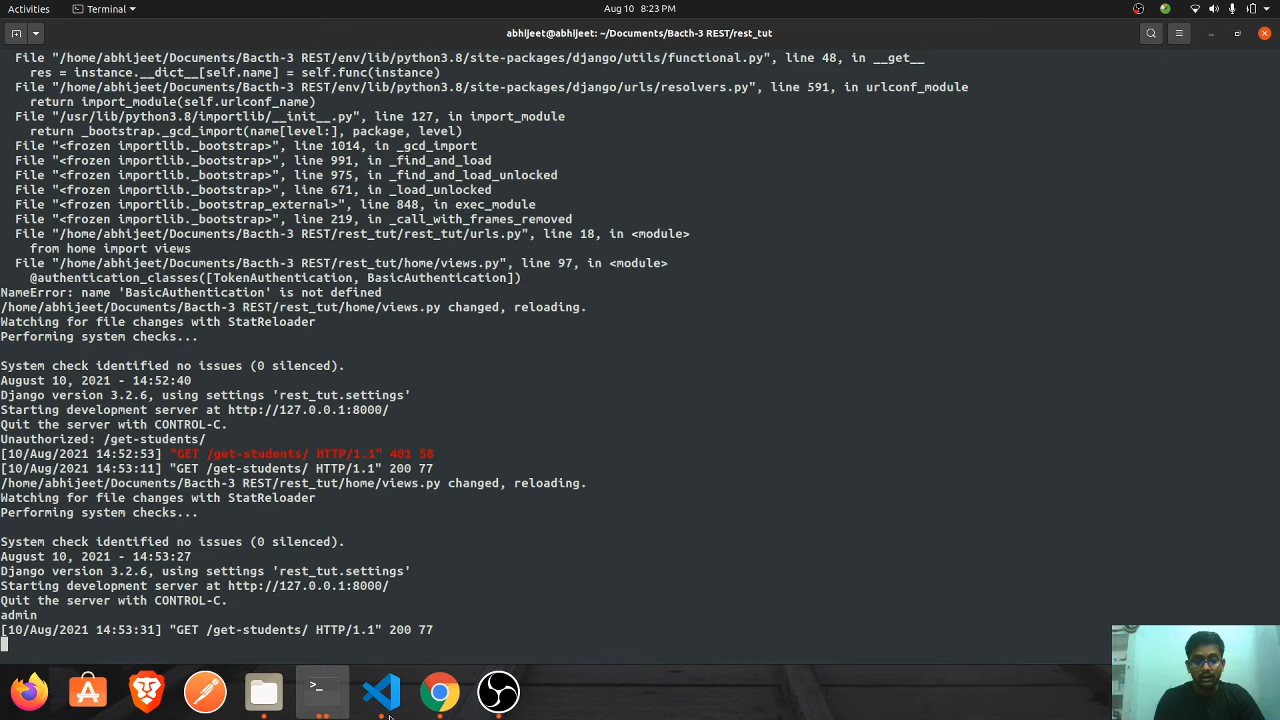 Activities
Terminal
Aug 10 8:23 PM
abhijeet@abhijeet: ~/Documents/Bacth-3 REST/rest_tut
File "/home/abhijeet/Documents/Bacth-3 REST/env/lib/python3.8/site-packages/django/utils/functional.py", line 48, in __get__
res = instance.__dict__[self.name] = self.func(instance)
File "/home/abhijeet/Documents/Bacth-3 REST/env/lib/python3.8/site-packages/django/urls/resolvers.py", line 591, in urlconf_module
return import_module(self.urlconf_name)
File "/usr/lib/python3.8/importlib/__init__.py", line 127, in import_module
return _bootstrap._gcd_import(name[level:], package, level)
File "<frozen importlib._bootstrap>", line 1014, in _gcd_import
File "<frozen importlib._bootstrap>", line 991, in _find_and_load
File "<frozen importlib._bootstrap>", line 975, in _find_and_load_unlocked
File "<frozen importlib._bootstrap>", line 671, in _load_unlocked
File "<frozen importlib._bootstrap_external>", line 848, in exec_module
File "<frozen importlib._bootstrap>", line 219, in _call_with_frames_removed
File "/home/abhijeet/Documents/Bacth-3 REST/rest_tut/rest_tut/urls.py", line 18, in <module>
from home import views
File "/home/abhijeet/Documents/Bacth-3 REST/rest_tut/home/views.py", line 97, in <module>
@authentication_classes([TokenAuthentication, BasicAuthentication])
NameError: name 'BasicAuthentication' is not defined
/home/abhijeet/Documents/Bacth-3 REST/rest_tut/home/views.py changed, reloading.
Watching for file changes with StatReloader
Performing system checks...
System check identified no issues (0 silenced).
August 10, 2021 - 14:52:40
Django version 3.2.6, using settings 'rest_tut.settings'
Starting development server at http://127.0.0.1:8000/
Quit the server with CONTROL-C.
Unauthorized: /get-students/
[10/Aug/2021 14:52:53] "GET /get-students/ HTTP/1.1" 401 58
[10/Aug/2021 14:53:11] "GET /get-students/ HTTP/1.1" 200 77
/home/abhijeet/Documents/Bacth-3 REST/rest_tut/home/views.py changed, reloading.
Watching for file changes with StatReloader
Performing system checks...
System check identified no issues (0 silenced).
August 10, 2021 - 14:53:27
Django version 3.2.6, using settings 'rest_tut.settings'
Starting development server at http://127.0.0.1:8000/
Quit the server with CONTROL-C.
admin
[10/Aug/2021 14:53:31] "GET /get-students/ HTTP/1.1" 200 77